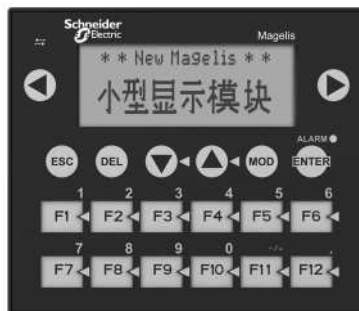 Schneider
Electric
Magelis
* * New Magelis * *
小型显示模块
ALARM
ESC DEL MOD ENTER
1 2 3 4 5 6
F1 F2 F3 F4 F5 F6
7 8 9 0 -/+ .
F7 F8 F9 F10 F11 F12